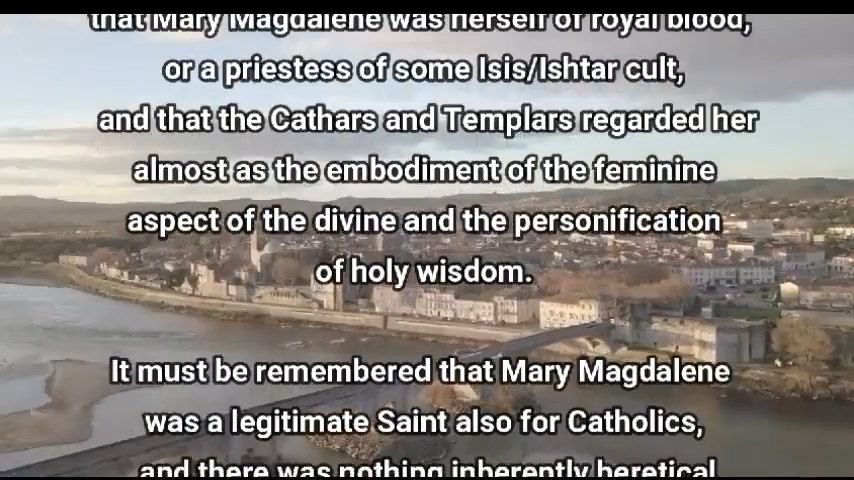 that Mary Magdalene was herself of royal blood,
or a priestess of some Isis/Ishtar cult,
and that the Cathars and Templars regarded her
almost as the embodiment of the feminine
aspect of the divine and the personification
of holy wisdom.
It must be remembered that Mary Magdalene
was a legitimate Saint also for Catholics,
and there was nothing inherently heretical